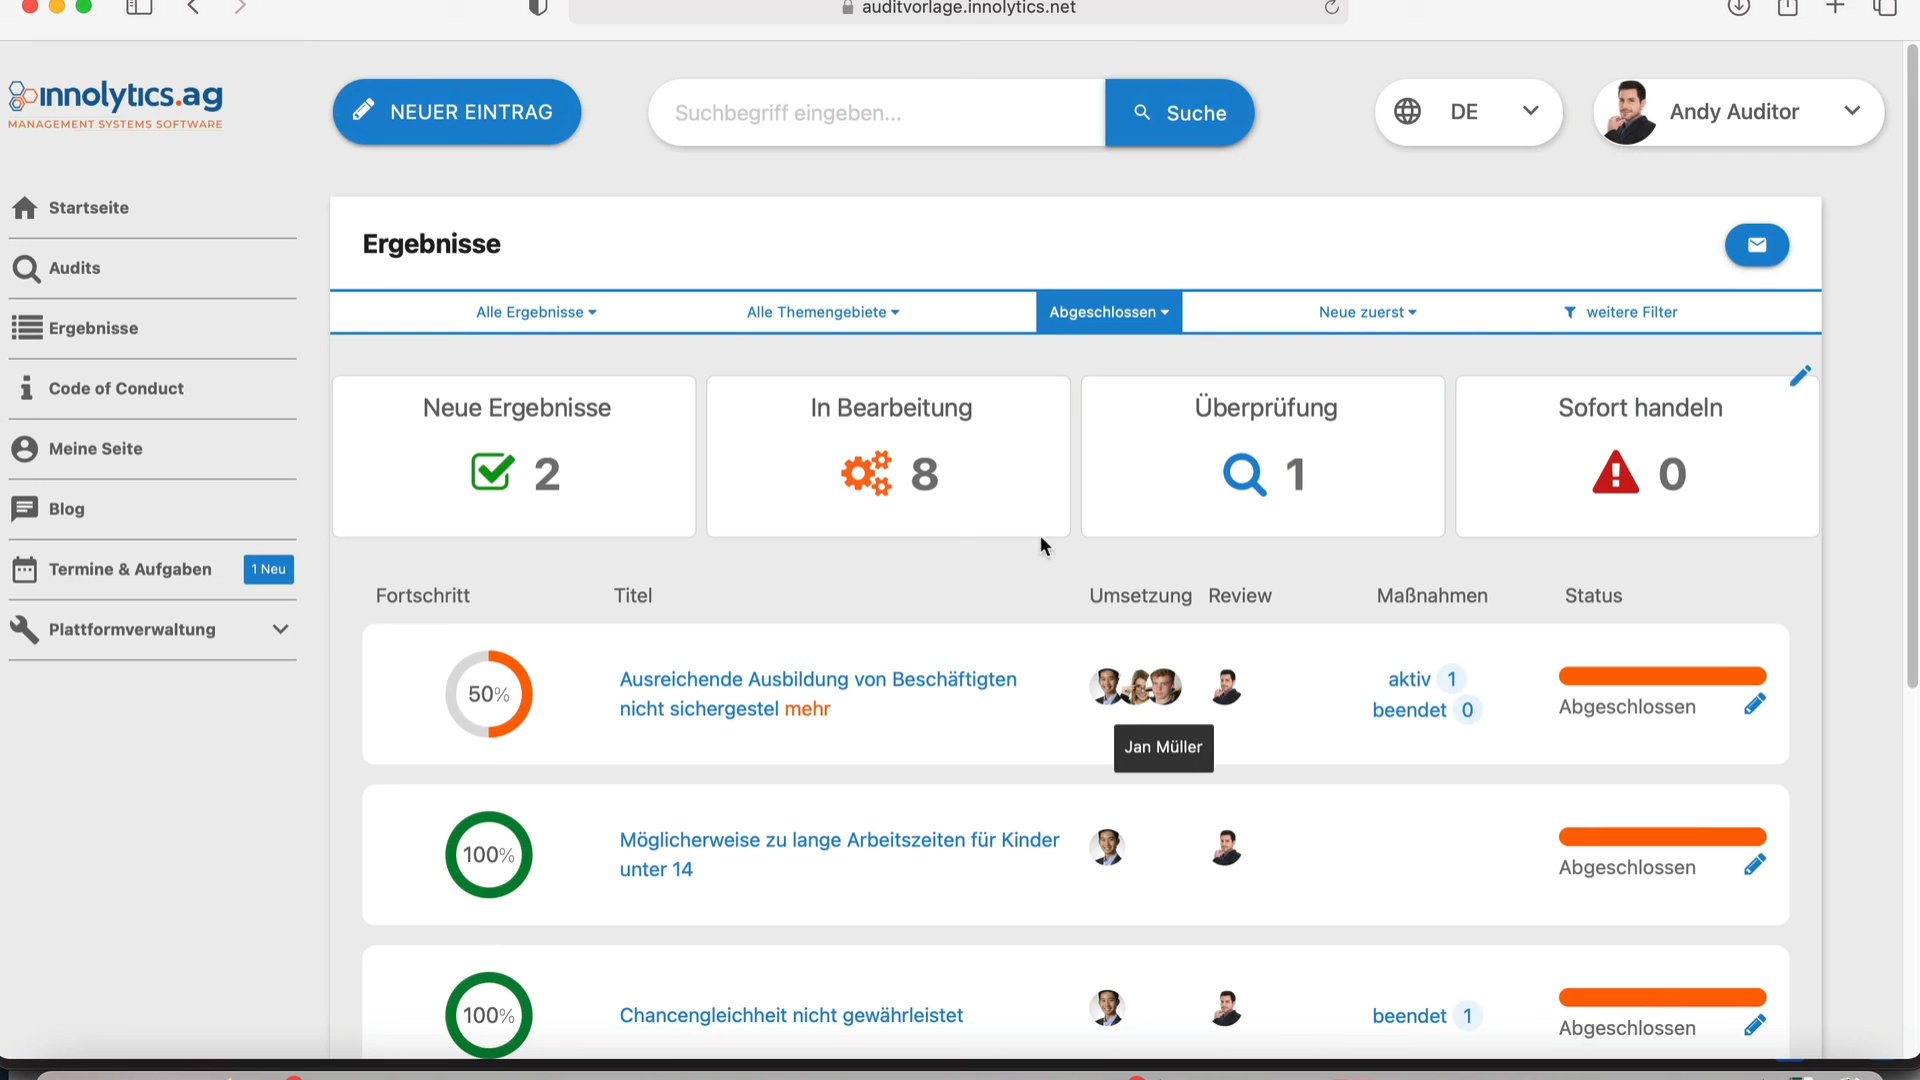 auditvorlage.innolytics.net
innolytics.ag
MANAGEMENT SYSTEMS SOFTWARE
NEUER EINTRAG
Suchbegriff eingeben...
Suche
DE
Andy Auditor
Startseite
Audits
Ergebnisse
Code of Conduct
Meine Seite
Blog
Termine & Aufgaben
1 Neu
Plattformverwaltung
Ergebnisse
Alle Ergebnisse
Alle Themengebiete
Abgeschlossen
Neue zuerst
weitere Filter
Neue Ergebnisse
2
In Bearbeitung
8
Überprüfung
1
Sofort handeln
0
Fortschritt
Titel
Umsetzung
Review
Maßnahmen
Status
50%
Ausreichende Ausbildung von Beschäftigten
nicht sichergestel mehr
aktiv 1
beendet 0
Abgeschlossen
Jan Müller
100%
Möglicherweise zu lange Arbeitszeiten für Kinder
unter 14
Abgeschlossen
100%
Chancengleichheit nicht gewährleistet
beendet 1
Abgeschlossen